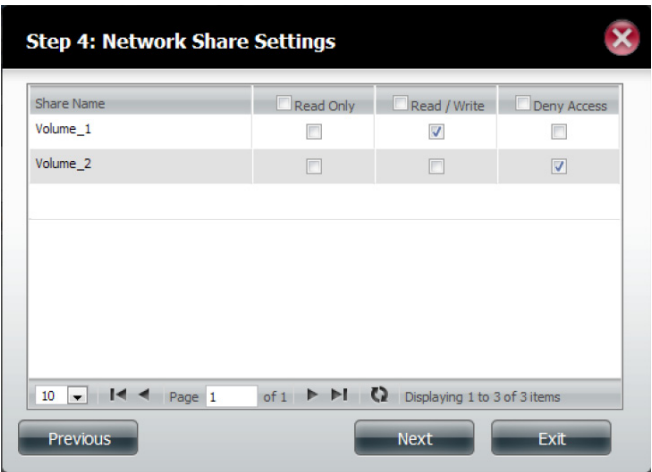 Step 4: Network Share Settings
Share Name Read Only Read / Write Deny Access
Volume_1
Volume_2
10 Page 1 of 1 Displaying 1 to 3 of 3 items
Previous Next Exit